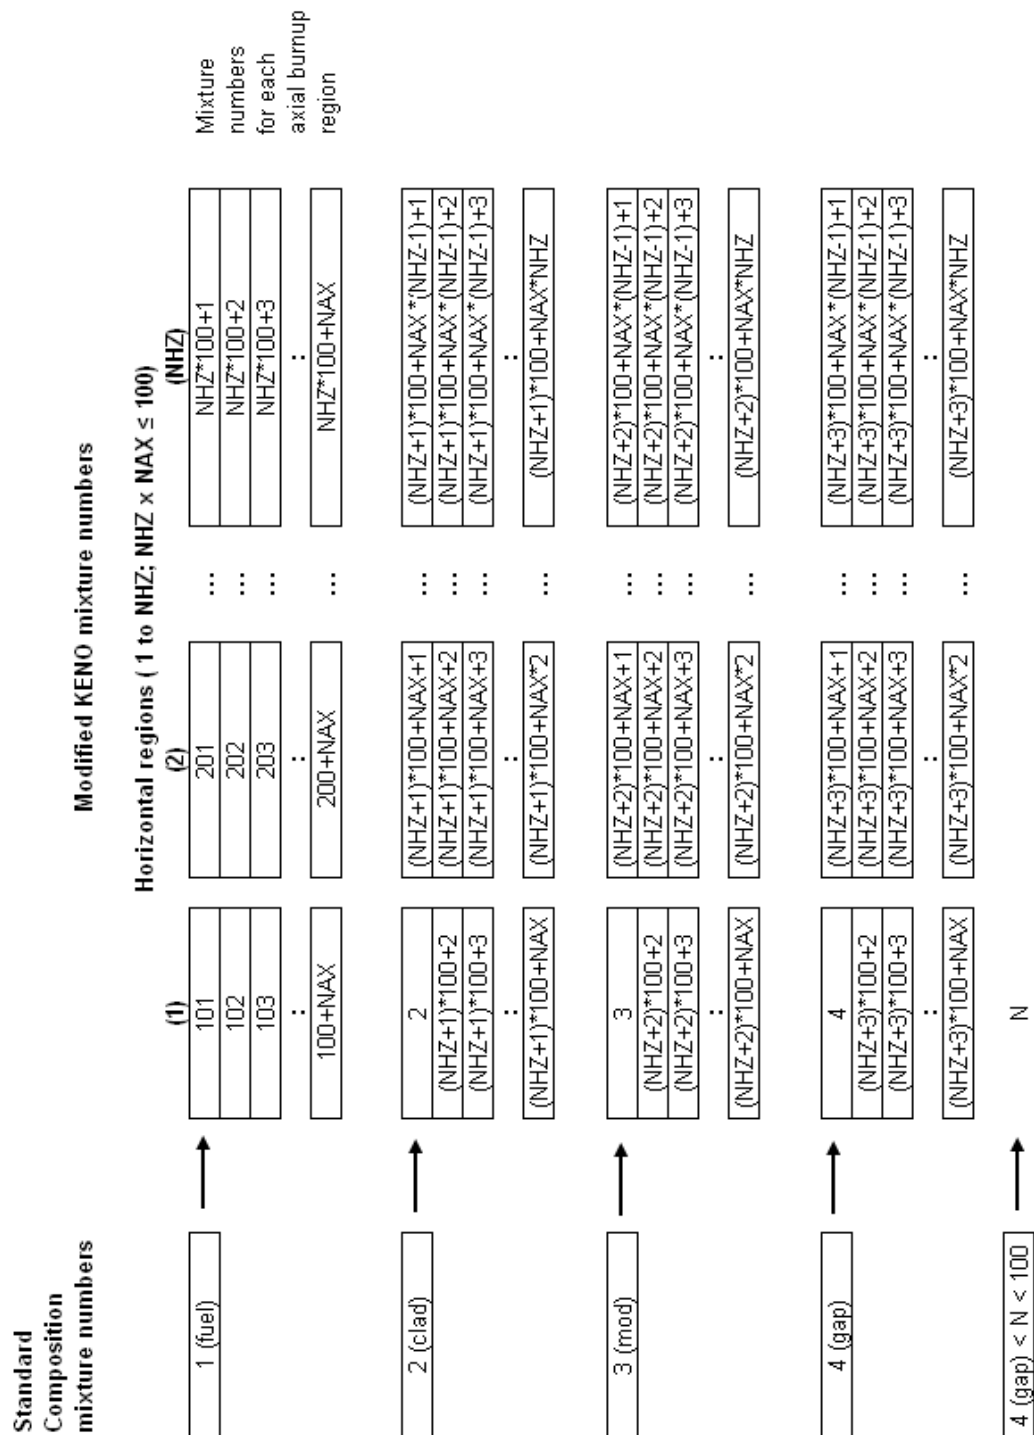 Standard
Composition
mixture numbers
Modified KENO mixture numbers
Horizontal regions ( 1 to NHZ; NHZ x NAX ≤ 100)
(1) (2) (NHZ)
1 (fuel) → 101 201 ... NHZ*100+1 Mixture
102 202 ... NHZ*100+2 numbers
103 203 ... NHZ*100+3 for each
: : : axial burnup
100+NAX 200+NAX ... NHZ*100+NAX region
2 (clad) → 2 (NHZ+1)*100+NAX+1 ... (NHZ+1)*100+NAX*(NHZ-1)+1
(NHZ+1)*100+2 (NHZ+1)*100+NAX+2 ... (NHZ+1)*100+NAX*(NHZ-1)+2
(NHZ+1)*100+3 (NHZ+1)*100+NAX+3 ... (NHZ+1)*100+NAX*(NHZ-1)+3
: : :
(NHZ+1)*100+NAX (NHZ+1)*100+NAX*2 ... (NHZ+1)*100+NAX*NHZ
3 (mod) → 3 (NHZ+2)*100+NAX+1 ... (NHZ+2)*100+NAX*(NHZ-1)+1
(NHZ+2)*100+2 (NHZ+2)*100+NAX+2 ... (NHZ+2)*100+NAX*(NHZ-1)+2
(NHZ+2)*100+3 (NHZ+2)*100+NAX+3 ... (NHZ+2)*100+NAX*(NHZ-1)+3
: : :
(NHZ+2)*100+NAX (NHZ+2)*100+NAX*2 ... (NHZ+2)*100+NAX*NHZ
4 (gap) → 4 (NHZ+3)*100+NAX+1 ... (NHZ+3)*100+NAX*(NHZ-1)+1
(NHZ+3)*100+2 (NHZ+3)*100+NAX+2 ... (NHZ+3)*100+NAX*(NHZ-1)+2
(NHZ+3)*100+3 (NHZ+3)*100+NAX+3 ... (NHZ+3)*100+NAX*(NHZ-1)+3
: : :
(NHZ+3)*100+NAX (NHZ+3)*100+NAX*2 ... (NHZ+3)*100+NAX*NHZ
4 (gap) < N < 100 → N